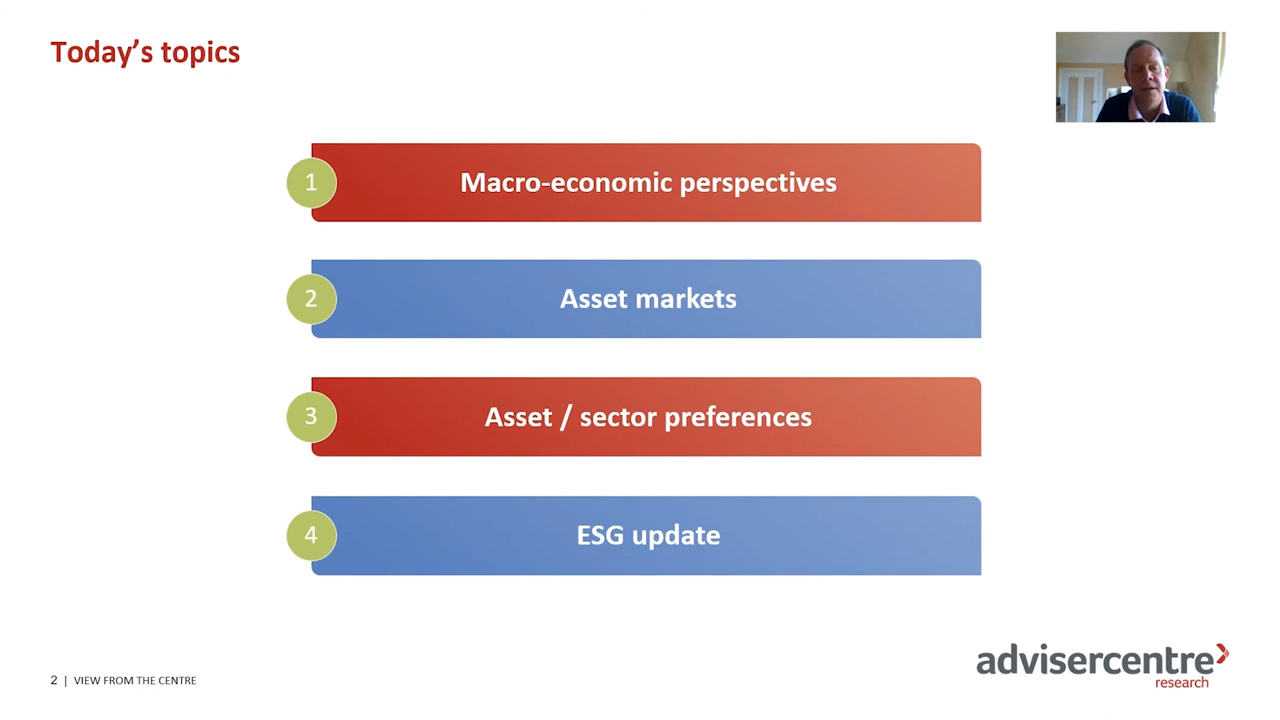 Today’s topics
1
Macro-economic perspectives
2
Asset markets
3
Asset / sector preferences
4
ESG update
2 | VIEW FROM THE CENTRE
advisercentre
research